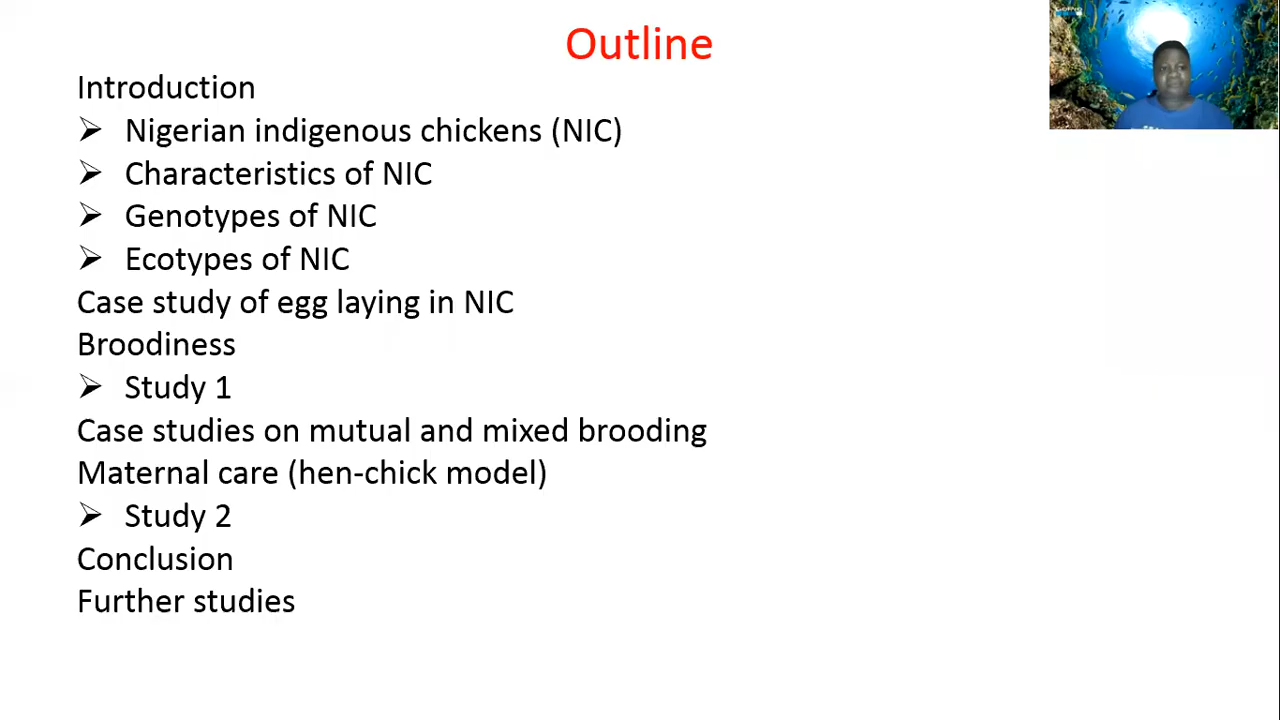 Outline
Introduction
➢ Nigerian indigenous chickens (NIC)
➢ Characteristics of NIC
➢ Genotypes of NIC
➢ Ecotypes of NIC
Case study of egg laying in NIC
Broodiness
➢ Study 1
Case studies on mutual and mixed brooding
Maternal care (hen-chick model)
➢ Study 2
Conclusion
Further studies